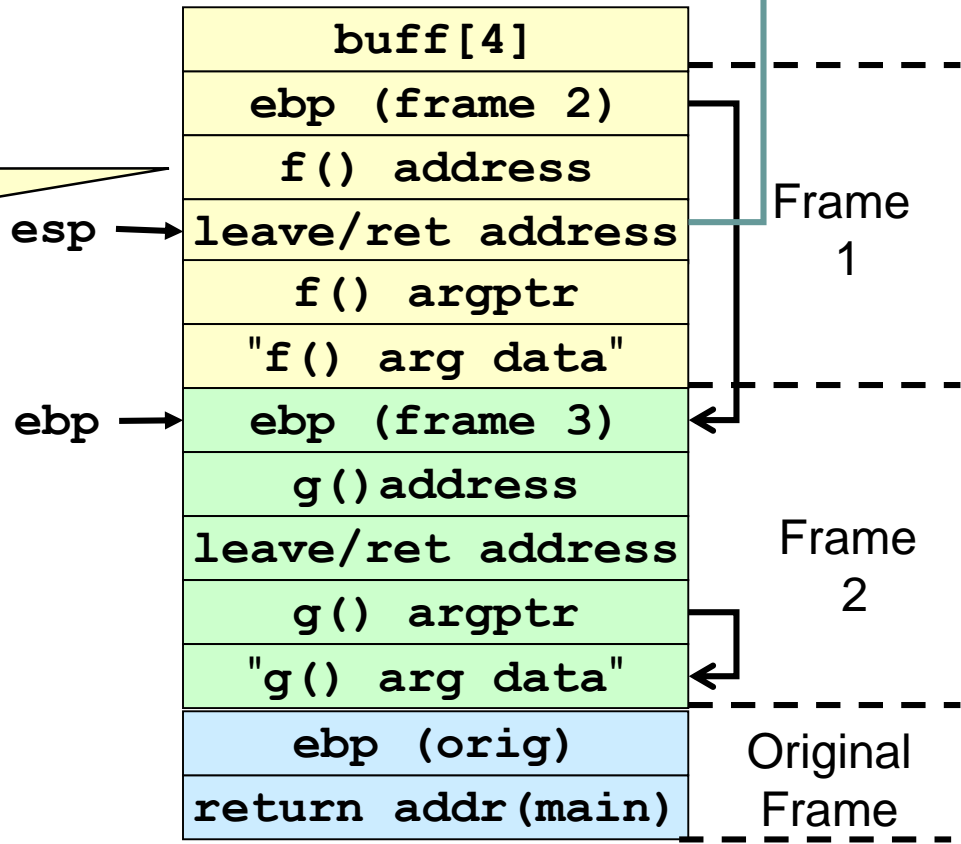 buff[4]
ebp (frame 2)
f() address
esp
leave/ret address
Frame
1
f() argptr
"f() arg data"
ebp
ebp (frame 3)
g()address
leave/ret address
Frame
2
g() argptr
"g() arg data"
ebp (orig)
return addr(main)
Original
Frame